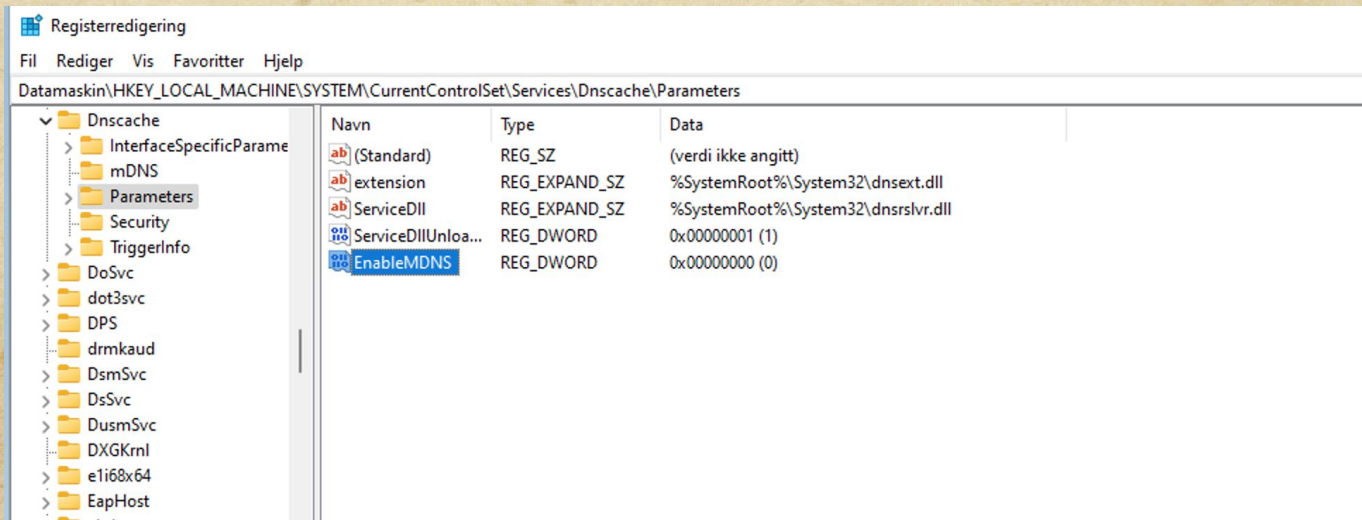 Registerredigering
Fil Rediger Vis Favoritter Hjelp
Datamaskin\HKEY_LOCAL_MACHINE\SYSTEM\CurrentControlSet\Services\Dnscache\Parameters
Dnscache
InterfaceSpecificParame
mDNS
Parameters
Security
TriggerInfo
DoSvc
dot3svc
DPS
drmkaud
DsmSvc
DsSvc
DusmSvc
DXGKrnl
e1i68x64
EapHost
Navn Type Data
(Standard) REG_SZ (verdi ikke angitt)
extension REG_EXPAND_SZ %SystemRoot%\System32\dnsext.dll
ServiceDll REG_EXPAND_SZ %SystemRoot%\System32\dnsrslvr.dll
ServiceDllUnloa... REG_DWORD 0x00000001 (1)
EnableMDNS REG_DWORD 0x00000000 (0)